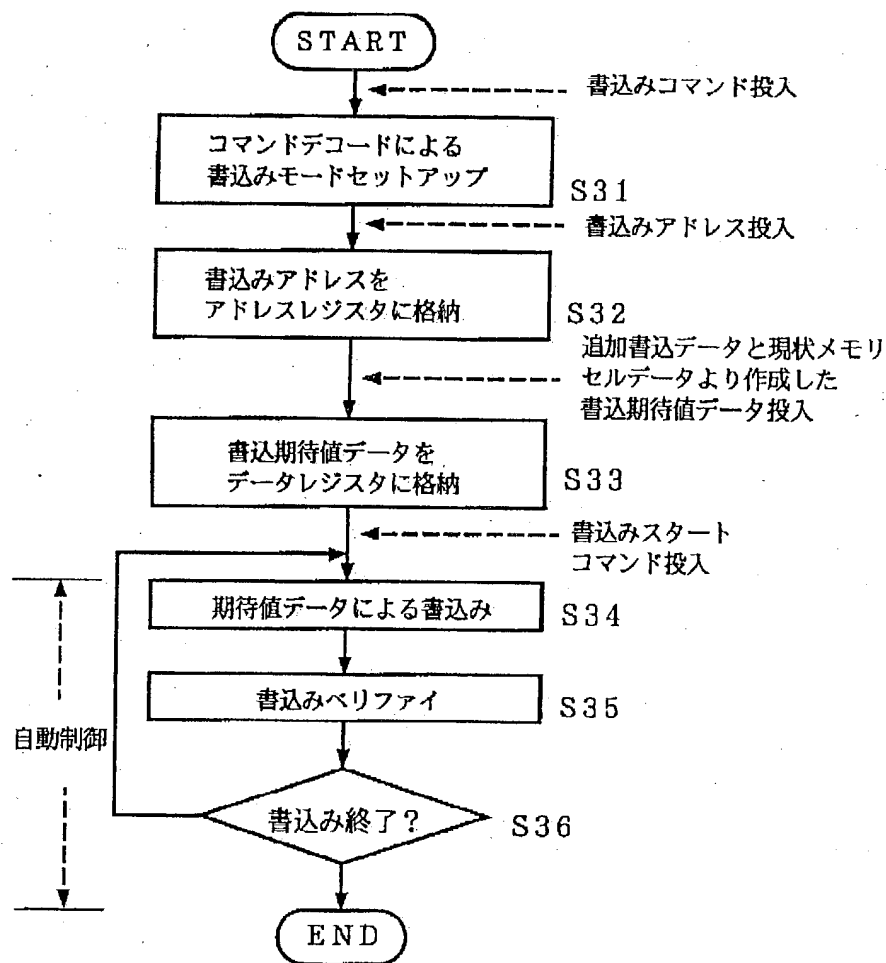 START
書込みコマンド投入
コマンドデコードによる
書込みモードセットアップ
S31
書込みアドレス投入
書込みアドレスを
アドレスレジスタに格納
S32
追加書込データと現状メモリ
セルデータより作成した
書込期待値データ投入
書込期待値データを
データレジスタに格納
S33
書込みスタート
コマンド投入
期待値データによる書込み
S34
書込みベリファイ
S35
自動制御
書込み終了？
S36
END